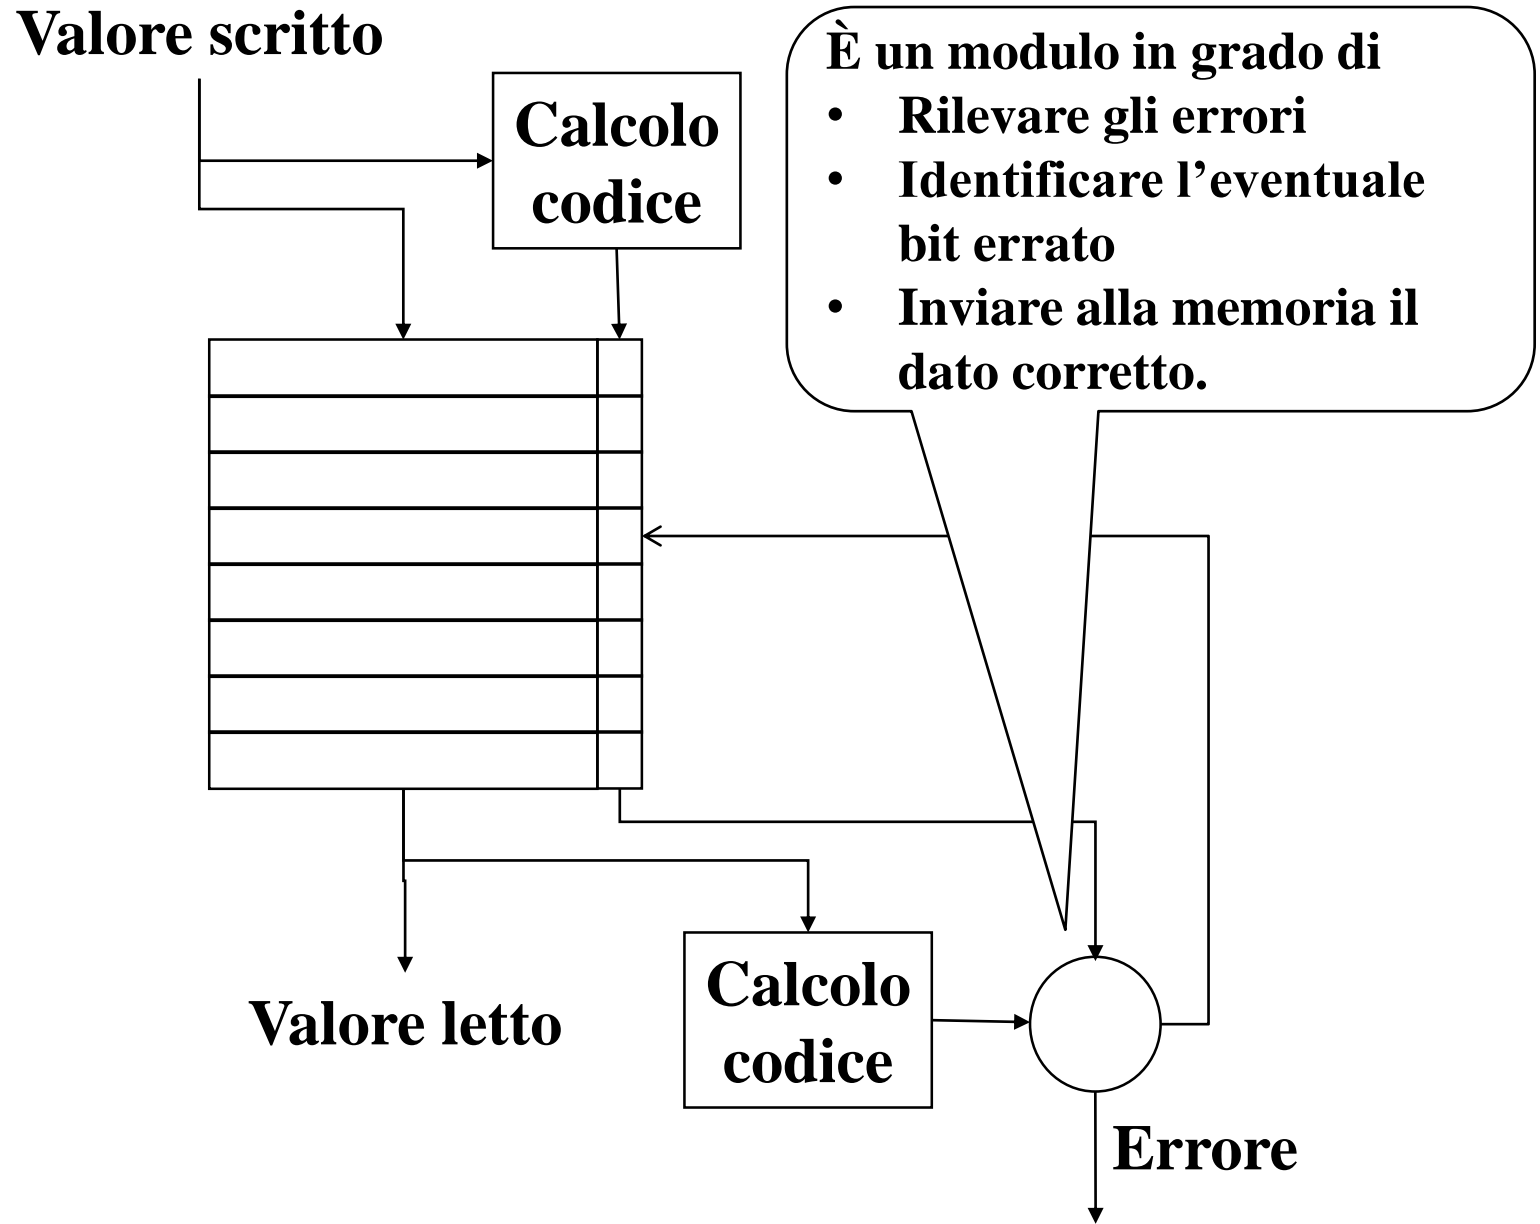 Valore scritto
Calcolo
codice
È un modulo in grado di
• Rilevare gli errori
• Identificare l’eventuale
bit errato
• Inviare alla memoria il
dato corretto.
Valore letto
Calcolo
codice
Errore